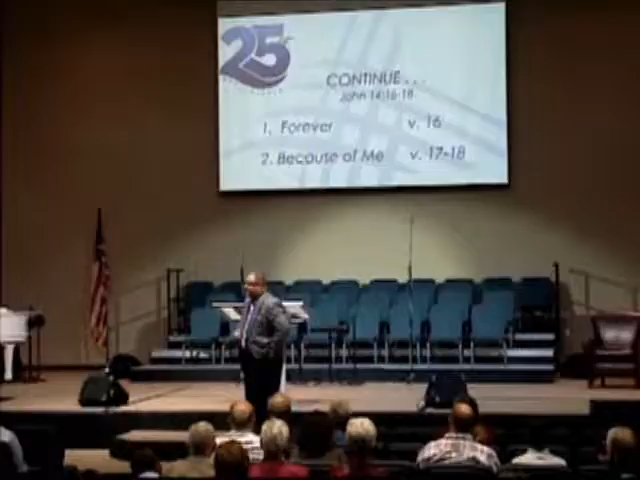 25
CONTINUE . . .
John 14:16-18
1. Forever v. 16
2. Because of Me v. 17-18